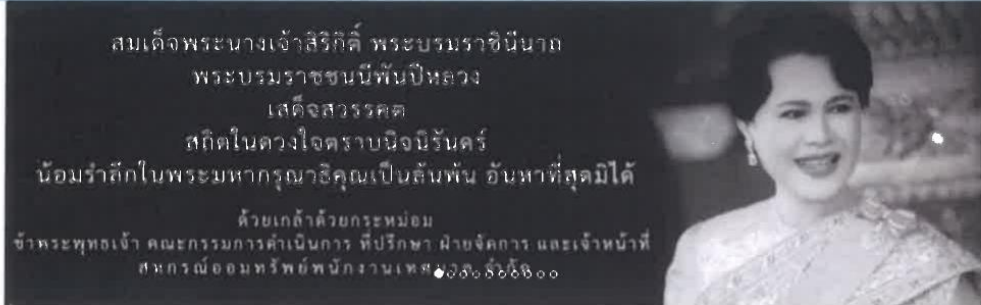 สมเด็จพระนางเจ้าสิริกิติ์ พระบรมราชินีนาถ
พระบรมราชชนนีพันปีหลวง
เสด็จสวรรคต
สถิตในดวงใจตราบนิจนิรันดร์
น้อมรำลึกในพระมหากรุณาธิคุณเป็นล้นพ้น อันหาที่สุดมิได้
ด้วยเกล้าด้วยกระหม่อม
ข้าพระพุทธเจ้า คณะกรรมการดำเนินการ ที่ปรึกษา ฝ่ายจัดการ และเจ้าหน้าที่
สหกรณ์ออมทรัพย์พนักงานเทศบาล จำกัด